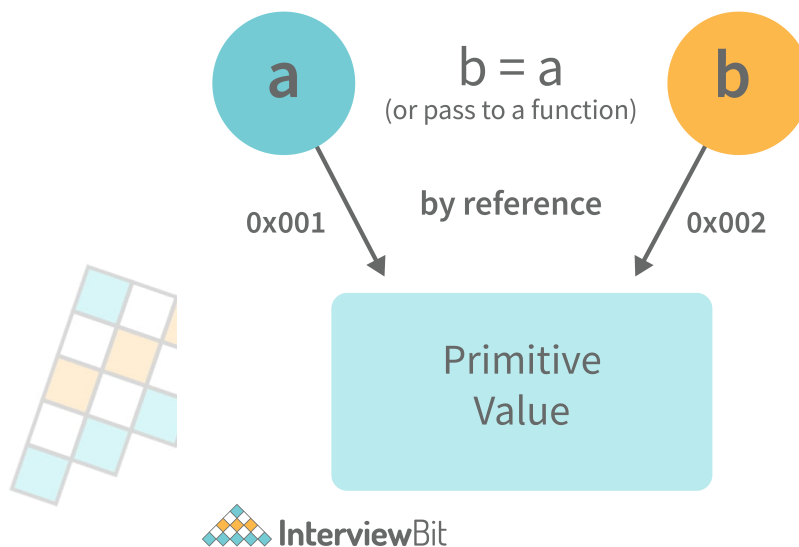 a
b = a
b
(or pass to a function)
by reference
0x001
0x002
Primitive
Value
InterviewBit